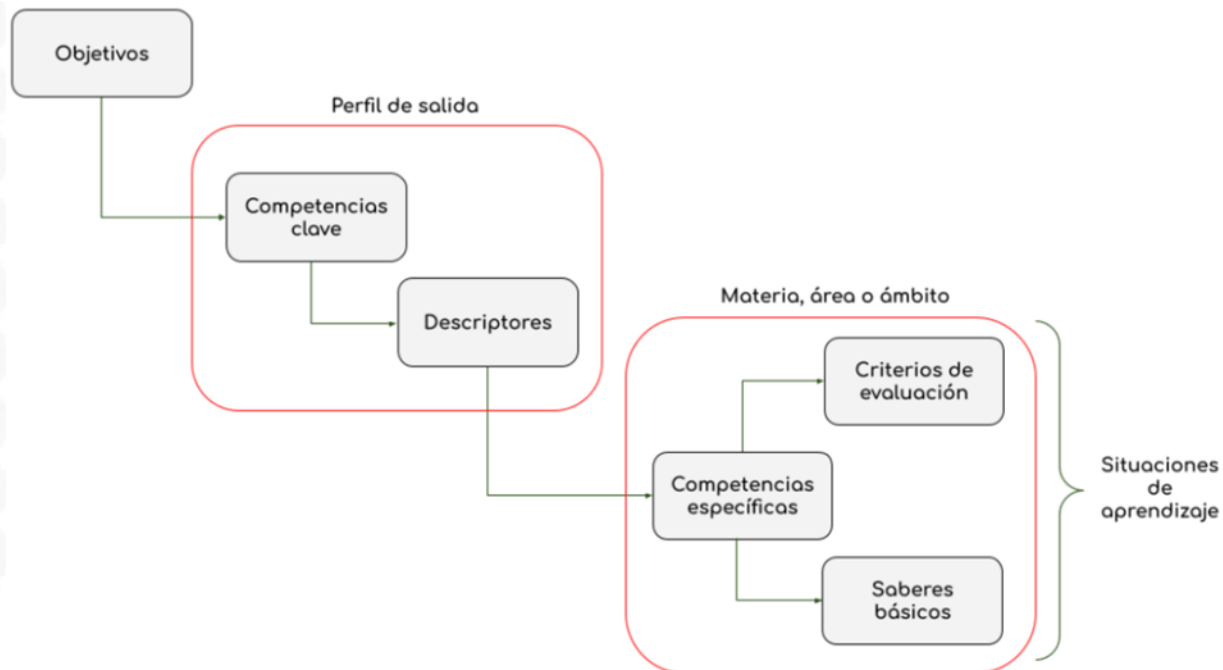 Objetivos
Perfil de salida
Competencias
clave
Descriptores
Materia, área o ámbito
Criterios de
evaluación
Competencias
específicas
Situaciones
de
aprendizaje
Saberes
básicos